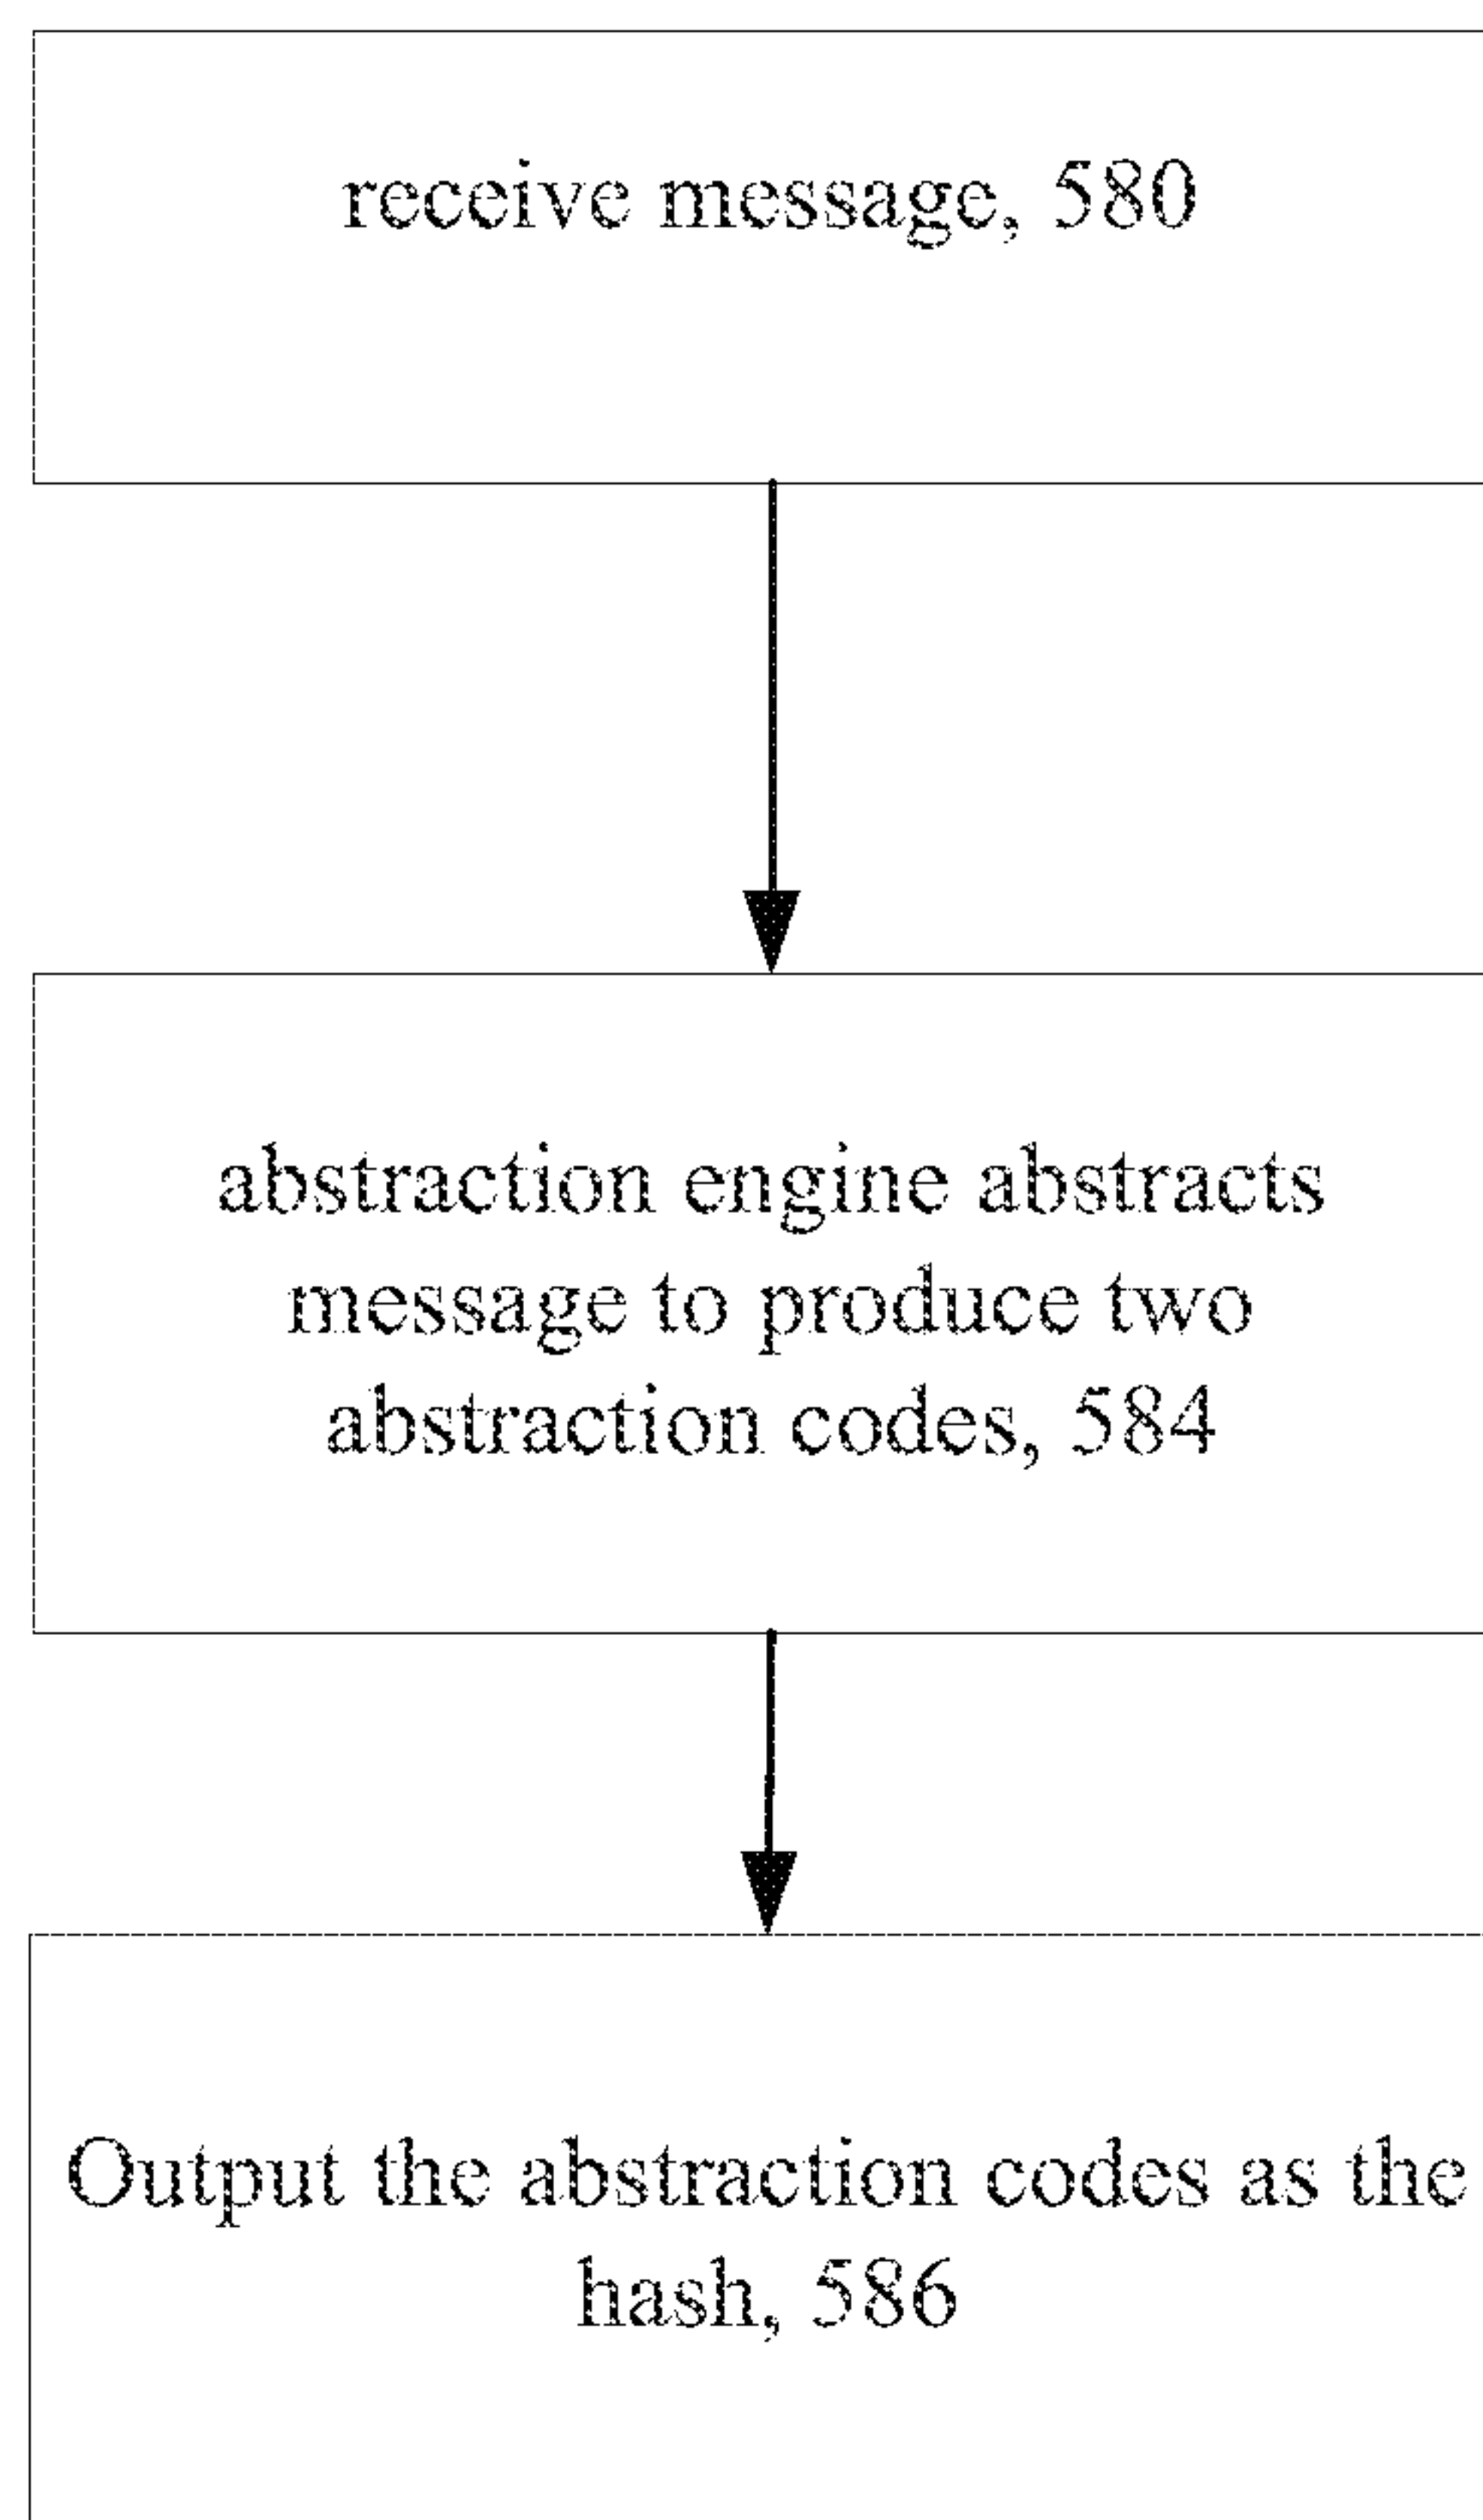 receive message, 580
abstraction engine abstracts
message to produce two
abstraction codes, 584
Output the abstraction codes as the
hash, 586